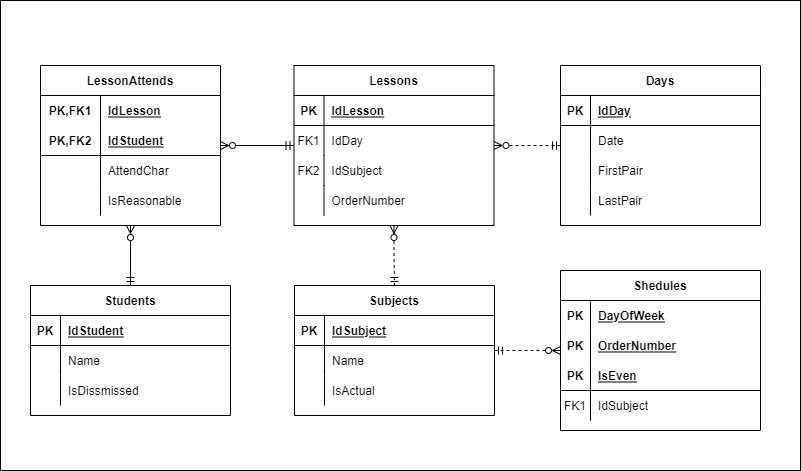 LessonAttends
PK,FK1 IdLesson
PK,FK2 IdStudent
AttendChar
IsReasonable
Lessons
PK IdLesson
FK1 IdDay
FK2 IdSubject
OrderNumber
Days
PK IdDay
Date
FirstPair
LastPair
Students
PK IdStudent
Name
IsDissmissed
Subjects
PK IdSubject
Name
IsActual
Shedules
PK DayOfWeek
PK OrderNumber
PK IsEven
FK1 IdSubject